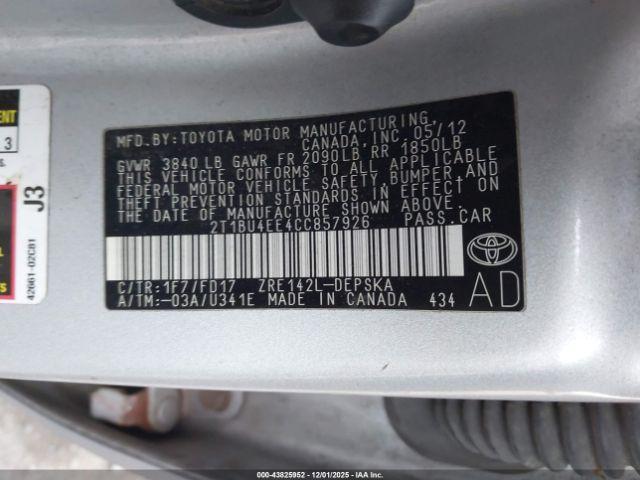 MFD.BY:TOYOTA MOTOR MANUFACTURING,
CANADA, INC. 05/12
GVWR 3840 LB GAWR FR 2090LB RR 1850LB
THIS VEHICLE CONFORMS TO ALL APPLICABLE
FEDERAL MOTOR VEHICLE SAFETY, BUMPER, AND
THEFT PREVENTION STANDARDS IN EFFECT ON
THE DATE OF MANUFACTURE SHOWN ABOVE.
2T1BU4EE4CC857926 PASS.CAR
C/TR:1F7/FD17 ZRE142L-DEPSKA
A/TM:-03A/U341E MADE IN CANADA 434
AD
J3
42661-02C81
3
000-43825952 - 12/01/2025 - IAA Inc.